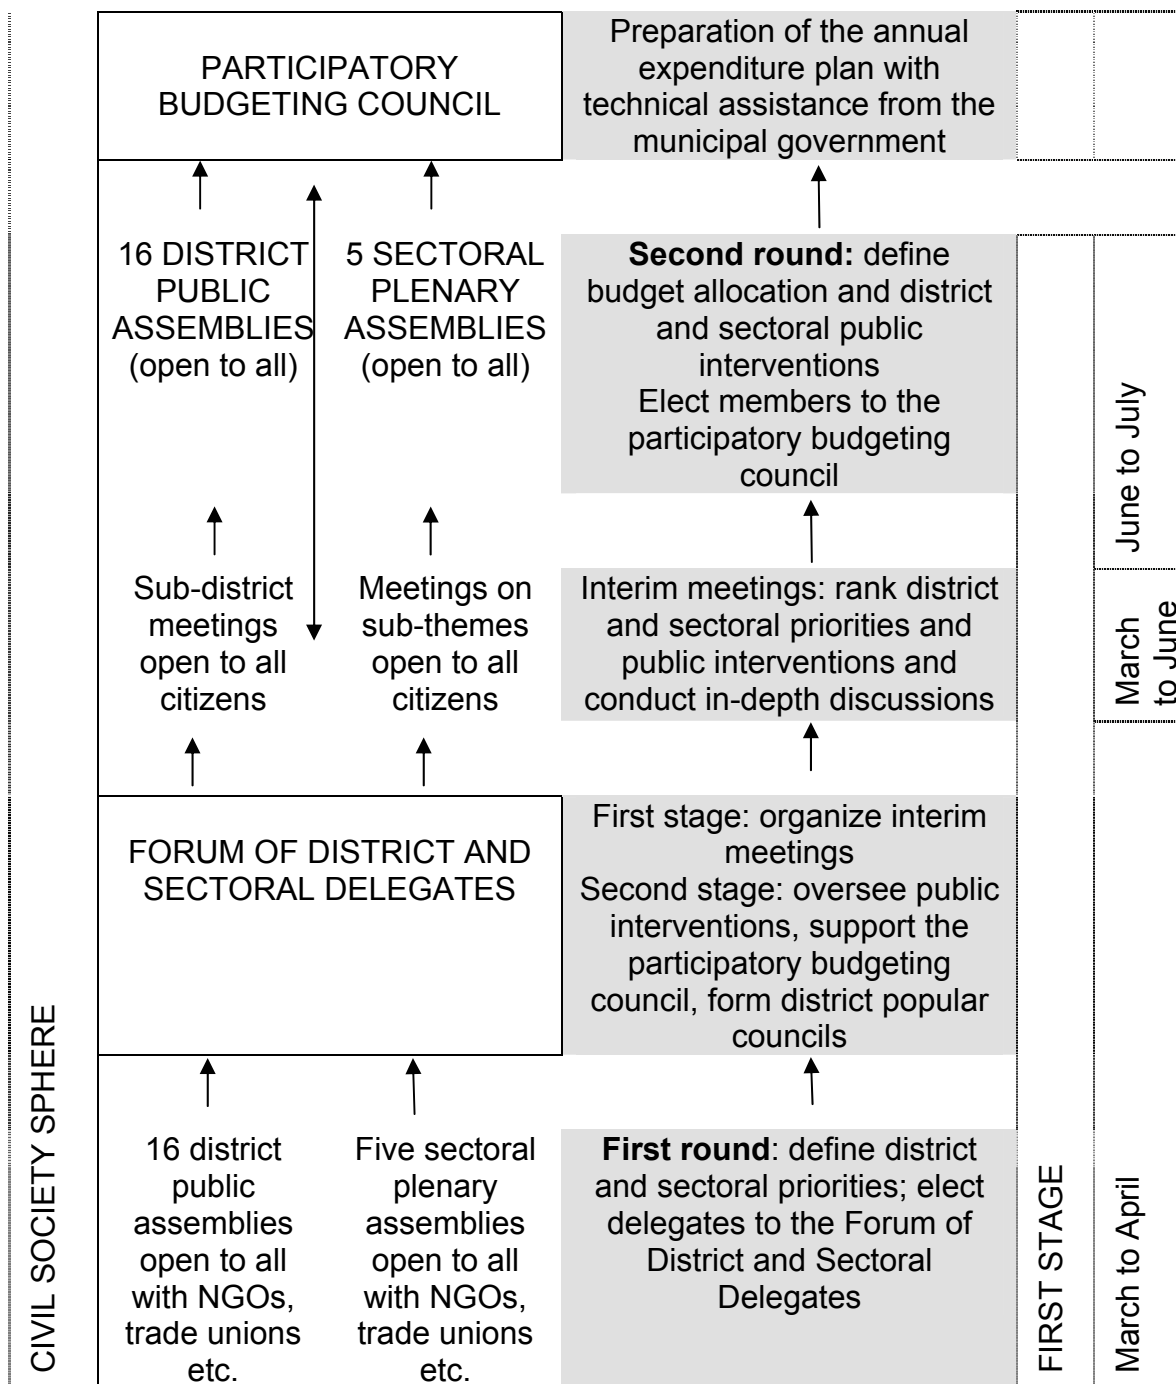 PARTICIPATORY
BUDGETING COUNCIL
Preparation of the annual
expenditure plan with
technical assistance from the
municipal government
16 DISTRICT
PUBLIC
ASSEMBLIES
(open to all)
5 SECTORAL
PLENARY
ASSEMBLIES
(open to all)
Second round: define
budget allocation and district
and sectoral public
interventions
Elect members to the
participatory budgeting
council
June to July
Sub-district
meetings
open to all
citizens
Meetings on
sub-themes
open to all
citizens
Interim meetings: rank district
and sectoral priorities and
public interventions and
conduct in-depth discussions
March
to June
FORUM OF DISTRICT AND
SECTORAL DELEGATES
First stage: organize interim
meetings
Second stage: oversee public
interventions, support the
participatory budgeting
council, form district popular
councils
CIVIL SOCIETY SPHERE
16 district
public
assemblies
open to all
with NGOs,
trade unions
etc.
Five sectoral
plenary
assemblies
open to all
with NGOs,
trade unions
etc.
First round: define district
and sectoral priorities; elect
delegates to the Forum of
District and Sectoral
Delegates
FIRST STAGE
March to April